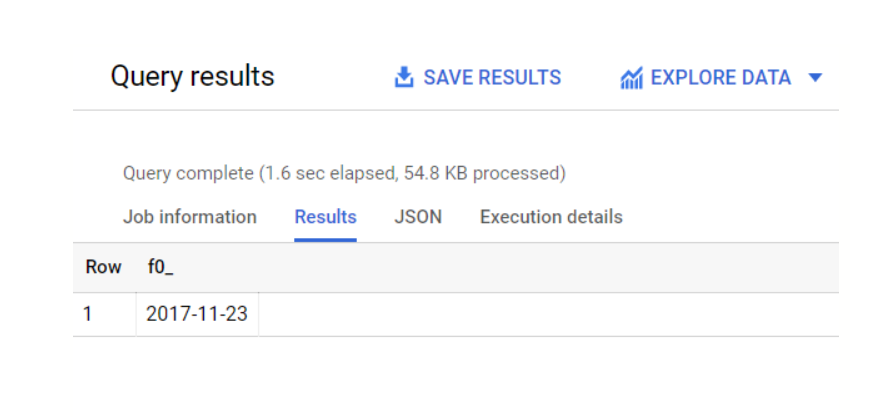 Query results SAVE RESULTS EXPLORE DATA
Query complete (1.6 sec elapsed, 54.8 KB processed)
Job information Results JSON Execution details
Row f0_
1 2017-11-23